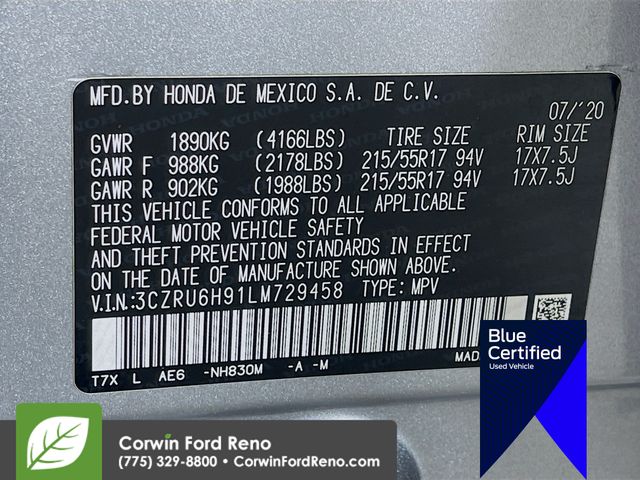 MFD.BY HONDA DE MEXICO S.A. DE C.V.
07/'20
GVWR 1890KG (4166LBS) TIRE SIZE RIM SIZE
GAWR F 988KG (2178LBS) 215/55R17 94V 17X7.5J
GAWR R 902KG (1988LBS) 215/55R17 94V 17X7.5J
THIS VEHICLE CONFORMS TO ALL APPLICABLE
FEDERAL MOTOR VEHICLE SAFETY
AND THEFT PREVENTION STANDARDS IN EFFECT
ON THE DATE OF MANUFACTURE SHOWN ABOVE.
V.I.N.:3CZRU6H91LM729458 TYPE: MPV
T7X L AE6 -NH830M -A -M MAD
Blue
Certified
Used Vehicle
Corwin Ford Reno
(775) 329-8800 • CorwinFordReno.com